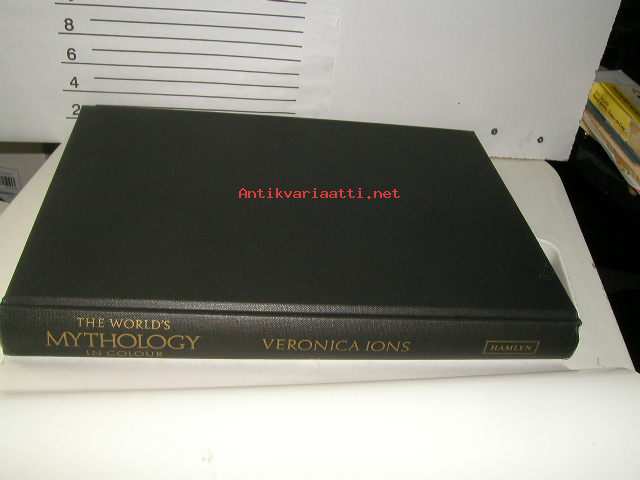 8
6
4
2
Antikvariaatti.net
THE WORLD'S
MYTHOLOGY
IN COLOUR
VERONICA IONS
HAMLYN